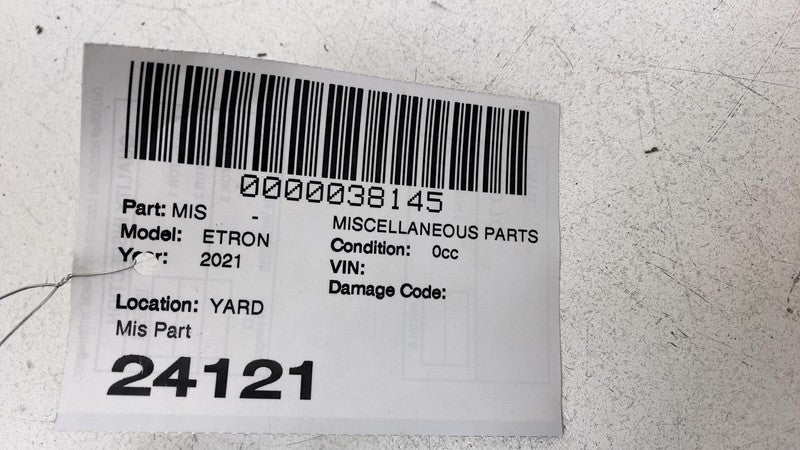 0000038145
Part: MIS -
MISCELLANEOUS PARTS
Model: ETRON
Condition: 0cc
Year: 2021
VIN:
Damage Code:
Location: YARD
Mis Part
24121